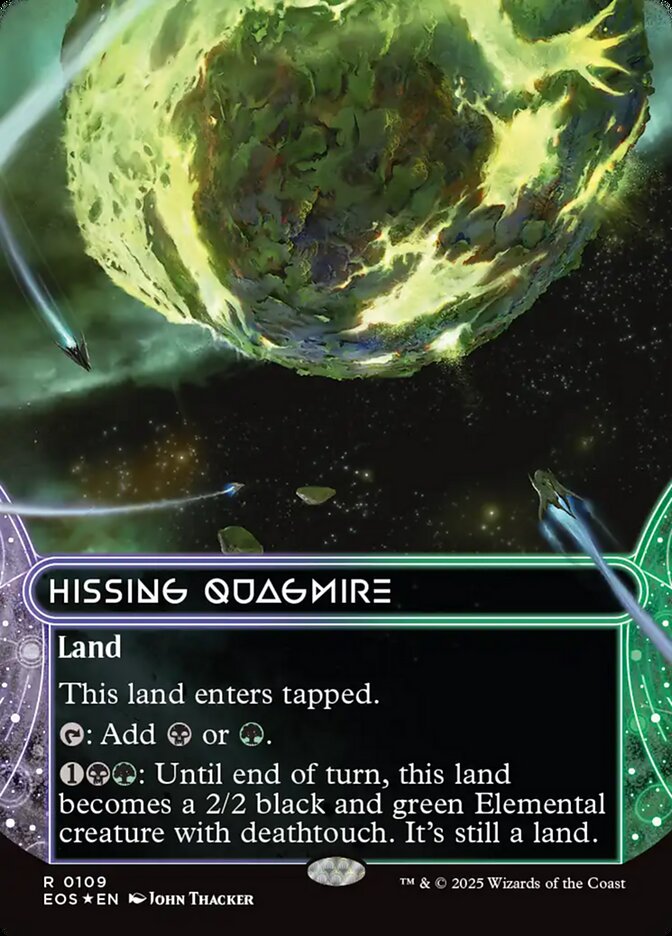 HISSING QUAGMIRE
Land
This land enters tapped.
: Add or .
1: Until end of turn, this land
becomes a 2/2 black and green Elemental
creature with deathtouch. It's still a land.
R 0109
EOS★EN John Thacker
™ & © 2025 Wizards of the Coast